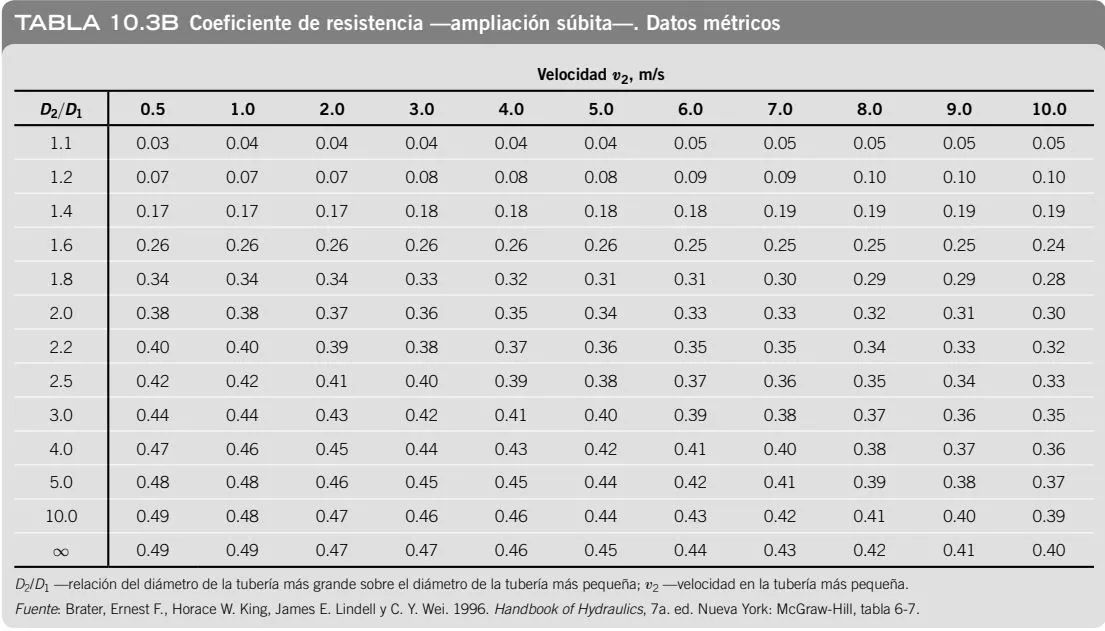 TABLA 10.3B Coeficiente de resistencia —ampliación súbita—. Datos métricos
Velocidad v₂, m/s
D₂/D₁ 0.5 1.0 2.0 3.0 4.0 5.0 6.0 7.0 8.0 9.0 10.0
1.1 0.03 0.04 0.04 0.04 0.04 0.04 0.05 0.05 0.05 0.05 0.05
1.2 0.07 0.07 0.07 0.08 0.08 0.08 0.09 0.09 0.10 0.10 0.10
1.4 0.17 0.17 0.17 0.18 0.18 0.18 0.18 0.19 0.19 0.19 0.19
1.6 0.26 0.26 0.26 0.26 0.26 0.26 0.25 0.25 0.25 0.25 0.24
1.8 0.34 0.34 0.34 0.33 0.32 0.31 0.31 0.30 0.29 0.29 0.28
2.0 0.38 0.38 0.37 0.36 0.35 0.34 0.33 0.33 0.32 0.31 0.30
2.2 0.40 0.40 0.39 0.38 0.37 0.36 0.35 0.35 0.34 0.33 0.32
2.5 0.42 0.42 0.41 0.40 0.39 0.38 0.37 0.36 0.35 0.34 0.33
3.0 0.44 0.44 0.43 0.42 0.41 0.40 0.39 0.38 0.37 0.36 0.35
4.0 0.47 0.46 0.45 0.44 0.43 0.42 0.41 0.40 0.38 0.37 0.36
5.0 0.48 0.48 0.46 0.45 0.45 0.44 0.42 0.41 0.39 0.38 0.37
10.0 0.49 0.48 0.47 0.46 0.46 0.44 0.43 0.42 0.41 0.40 0.39
∞ 0.49 0.49 0.47 0.47 0.46 0.45 0.44 0.43 0.42 0.41 0.40
D₂/D₁ —relación del diámetro de la tubería más grande sobre el diámetro de la tubería más pequeña; v₂ —velocidad en la tubería más pequeña.
Fuente: Brater, Ernest F., Horace W. King, James E. Lindell y C. Y. Wei. 1996. Handbook of Hydraulics, 7a. ed. Nueva York: McGraw-Hill, tabla 6-7.